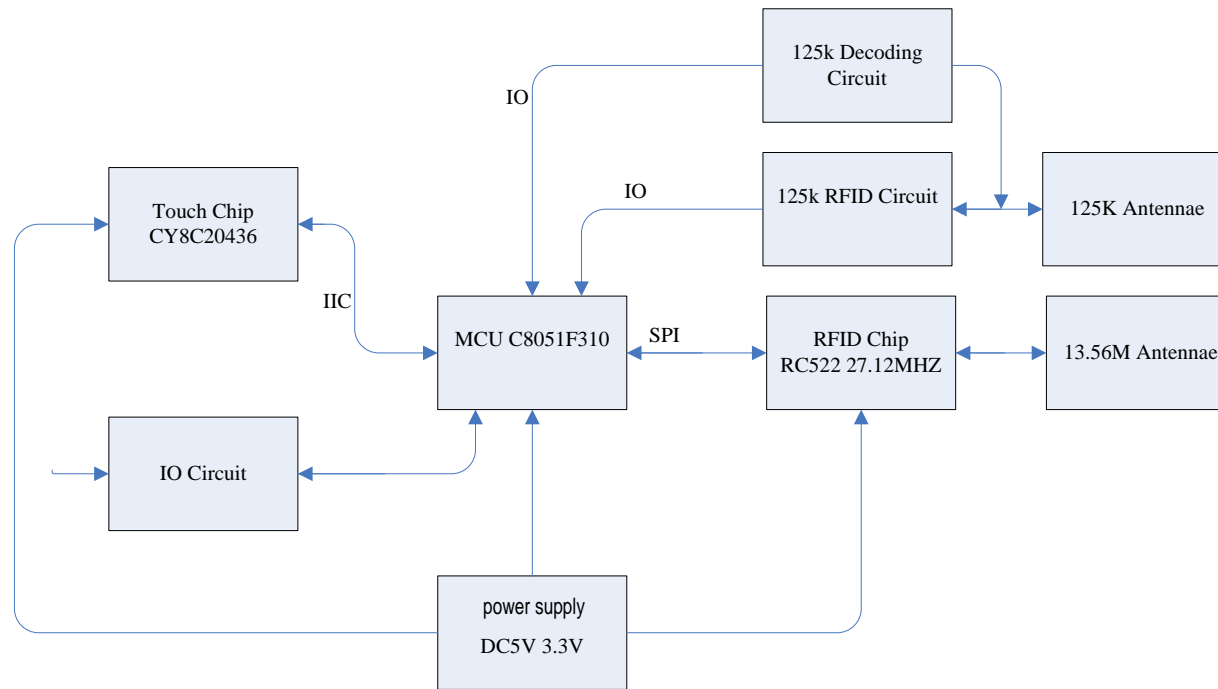 125k Decoding
Circuit
IO
Touch Chip
CY8C20436
IO
125k RFID Circuit
125K Antennae
IIC
MCU C8051F310
SPI
RFID Chip
RC522 27.12MHZ
13.56M Antennae
IO Circuit
power supply
DC5V 3.3V